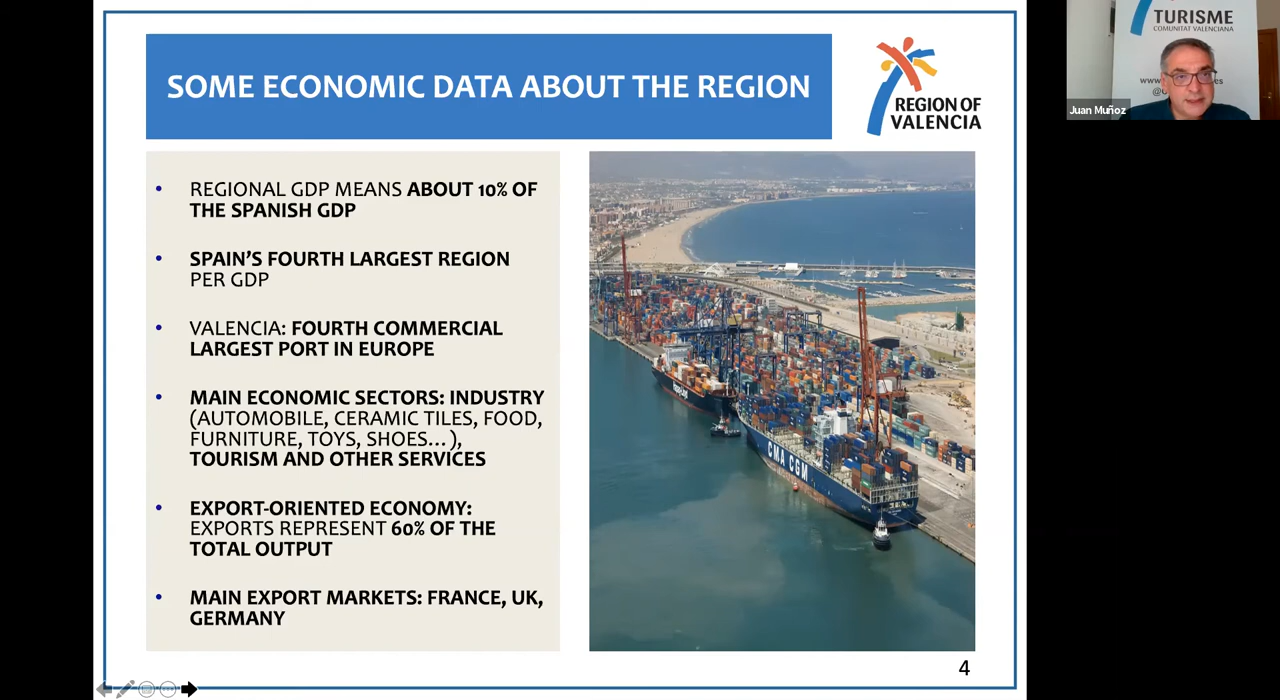 SOME ECONOMIC DATA ABOUT THE REGION
REGION OF
VALENCIA
• REGIONAL GDP MEANS ABOUT 10% OF
THE SPANISH GDP
• SPAIN'S FOURTH LARGEST REGION
PER GDP
• VALENCIA: FOURTH COMMERCIAL
LARGEST PORT IN EUROPE
• MAIN ECONOMIC SECTORS: INDUSTRY
(AUTOMOBILE, CERAMIC TILES, FOOD,
FURNITURE, TOYS, SHOES…),
TOURISM AND OTHER SERVICES
• EXPORT-ORIENTED ECONOMY:
EXPORTS REPRESENT 60% OF THE
TOTAL OUTPUT
• MAIN EXPORT MARKETS: FRANCE, UK,
GERMANY
CMA CGM
4
TURISME
COMUNITAT VALENCIANA
Juan Muñoz